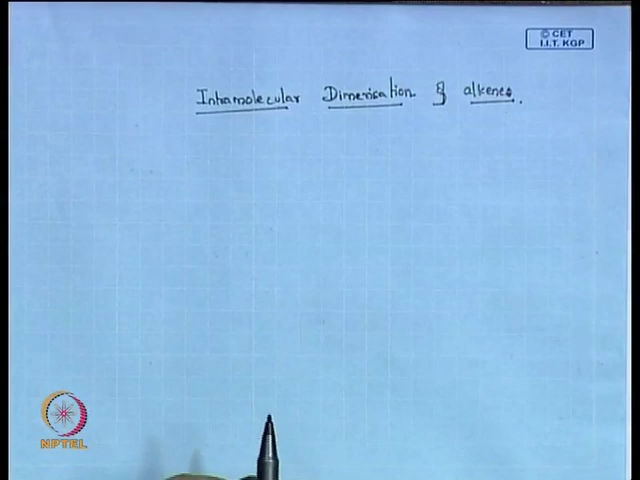 © CET
I.I.T. KGP
Intramolecular Dimerisation of alkenes.
NPTEL